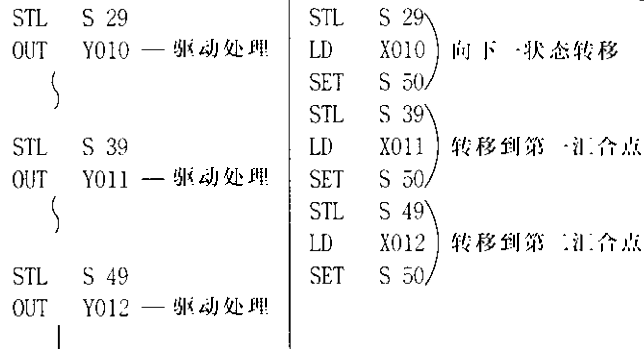 STL S 29
OUT Y010 — 驱动处理
STL S 39
OUT Y011 — 驱动处理
STL S 49
OUT Y012 — 驱动处理
STL S 29
LD X010 向下一状态转移
SET S 50
STL S 39
LD X011 转移到第一汇合点
SET S 50
STL S 49
LD X012 转移到第二汇合点
SET S 50